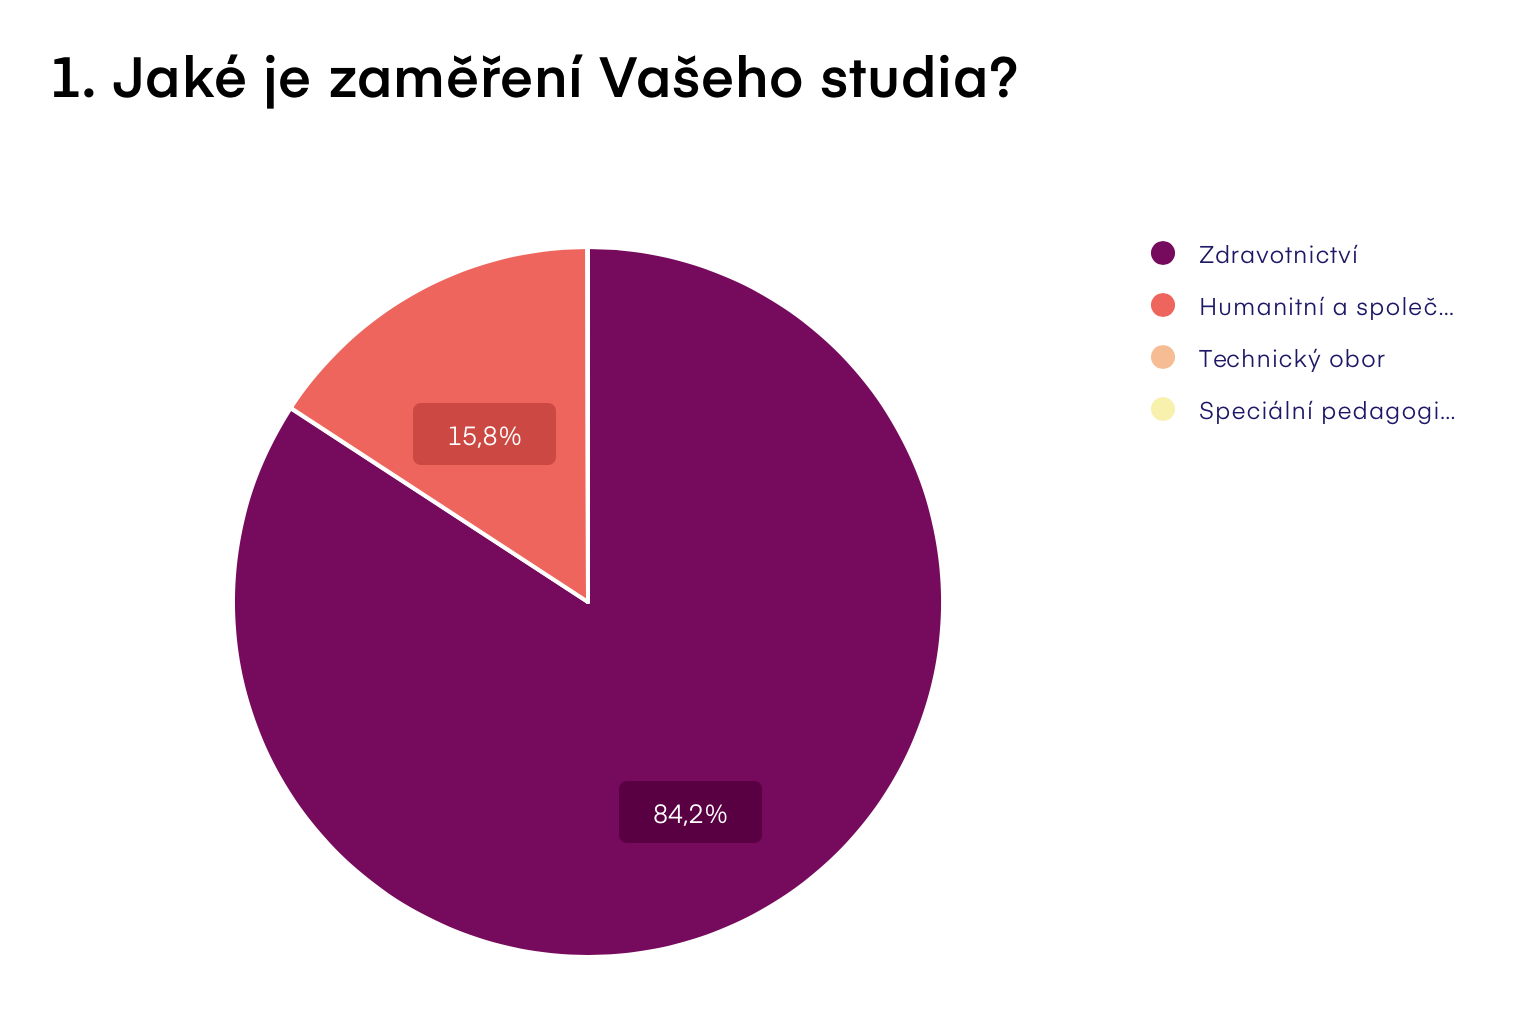 1. Jaké je zaměření Vašeho studia?
Zdravotnictví
Humanitní a společ...
Technický obor
Speciální pedagogi...
15,8%
84,2%